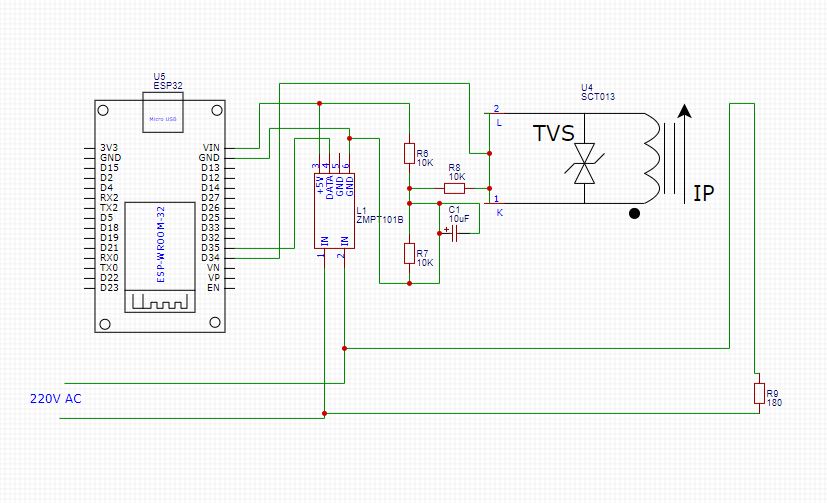 U5
ESP32
Micro USB
3V3
GND
D15
D2
D4
RX2
TX2
D5
D18
D19
D21
RX0
TX0
D22
D23
ESP-WROOM-32
VIN
GND
D13
D12
D14
D27
D26
D25
D33
D32
D35
D34
VN
VP
EN
3
4
5
6
+5V
DATA
GND
GND
L1
ZMPT101B
IN
IN
1
2
R6
10K
R8
10K
C1
10uF
+
R7
10K
U4
SCT013
2
L
TVS
1
K
IP
220V AC
R9
180